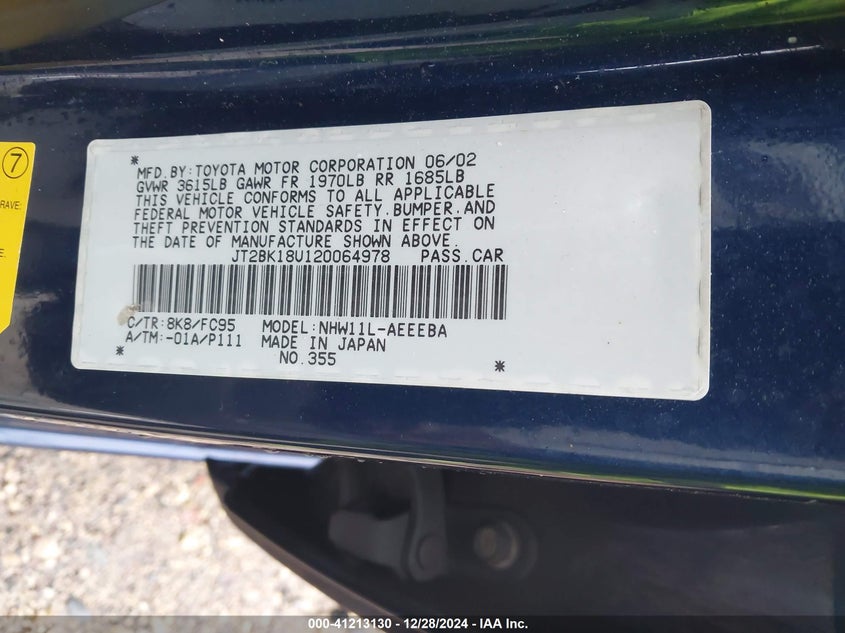 7
RAVE:
*
MFD.BY:TOYOTA MOTOR CORPORATION 06/02
GVWR 3615LB GAWR FR 1970LB RR 1685LB
THIS VEHICLE CONFORMS TO ALL APPLICABLE
FEDERAL MOTOR VEHICLE SAFETY,BUMPER,AND
THEFT PREVENTION STANDARDS IN EFFECT ON
THE DATE OF MANUFACTURE SHOWN ABOVE.
JT2BK18U120064978 PASS.CAR
C/TR:8K8/FC95 MODEL:NHW11L-AEEEBA
A/TM:-01A/P111 MADE IN JAPAN
* NO.355 *
000-41213130 - 12/28/2024 - IAA Inc.